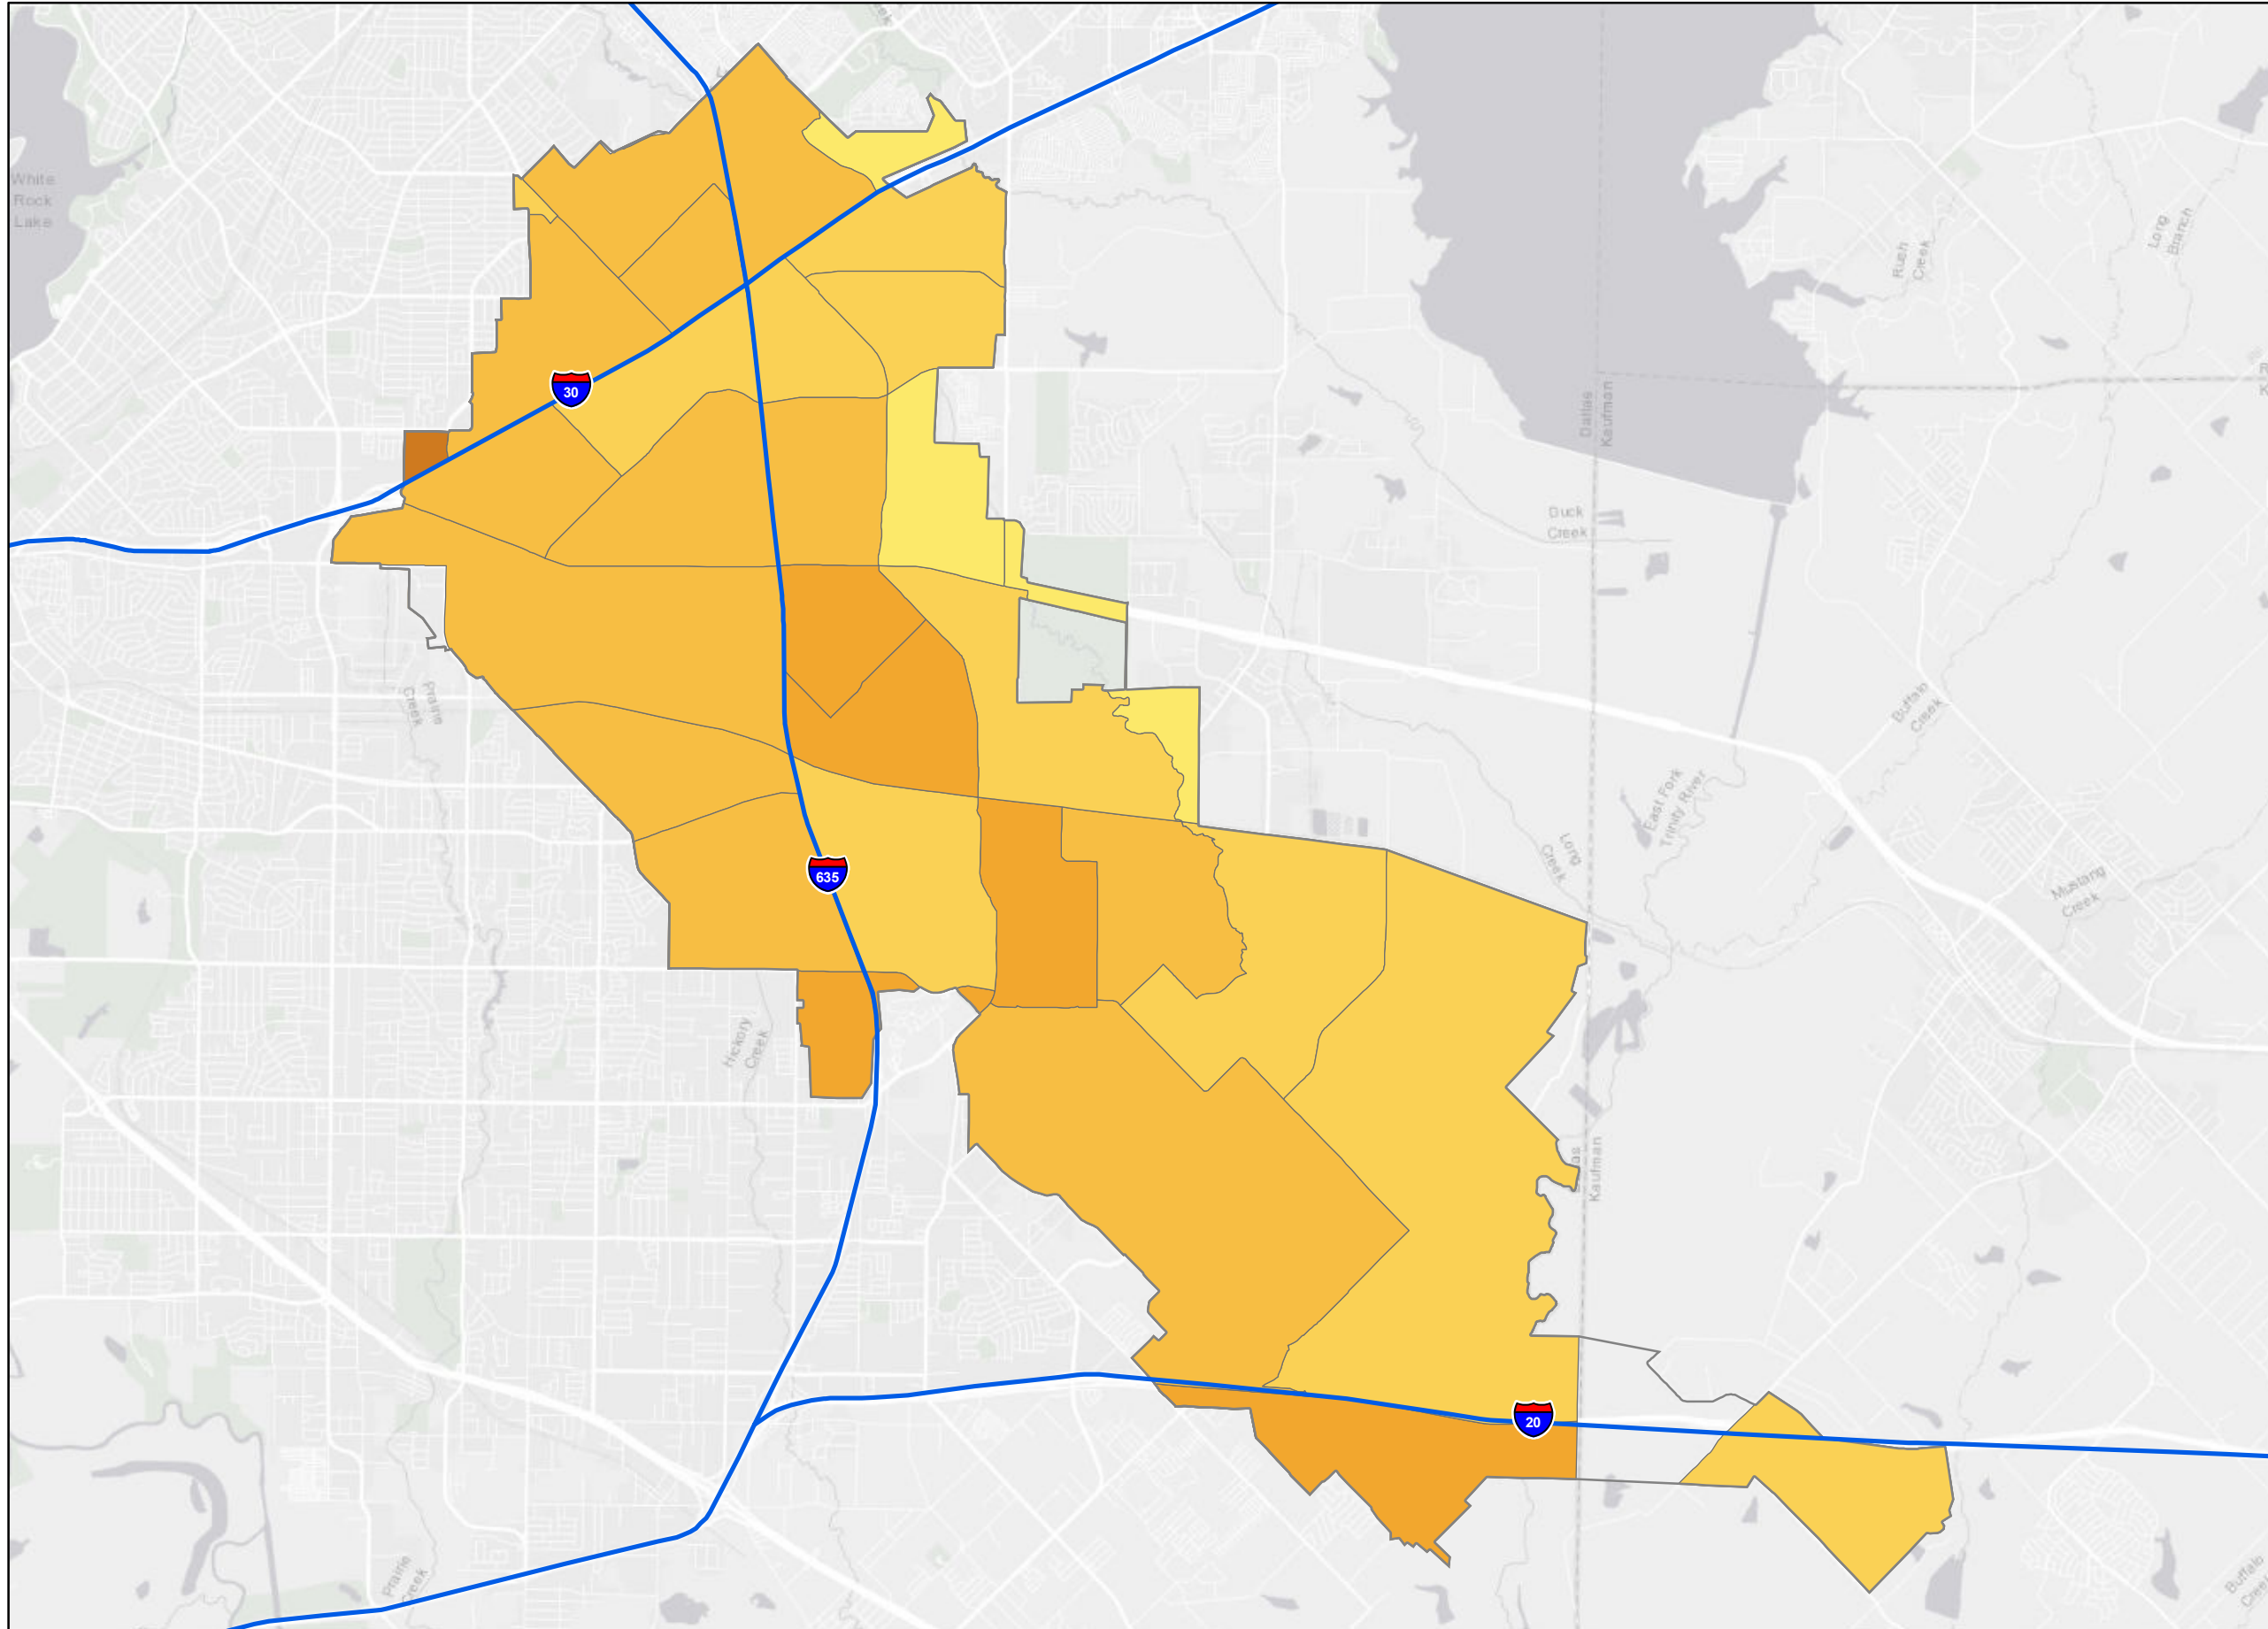 White
Rock
Lake
Rush
Creek
Long
Branch
30
Dallas
Kaufman
Duck
Creek
Prairie
Creek
Buffalo
Creek
East Fork
Trinity River
Long
Creek
635
Mustang
Creek
Hickory
Creek
Kaufman
20
Prairie
Creek
Buffalo